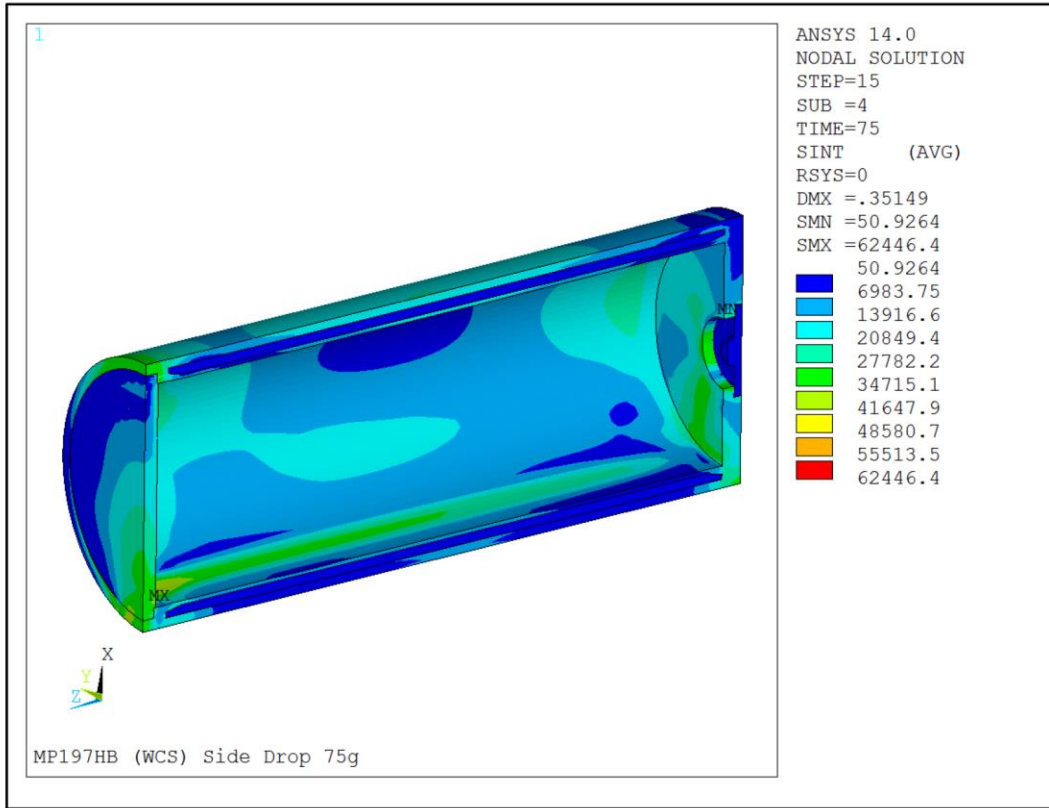 1
ANSYS 14.0
NODAL SOLUTION
STEP=15
SUB =4
TIME=75
SINT (AVG)
RSYS=0
DMX =.35149
SMN =50.9264
SMX =62446.4
50.9264
6983.75
13916.6
20849.4
27782.2
34715.1
41647.9
48580.7
55513.5
62446.4
MN
MX
X
Y
Z
MP197HB (WCS) Side Drop 75g